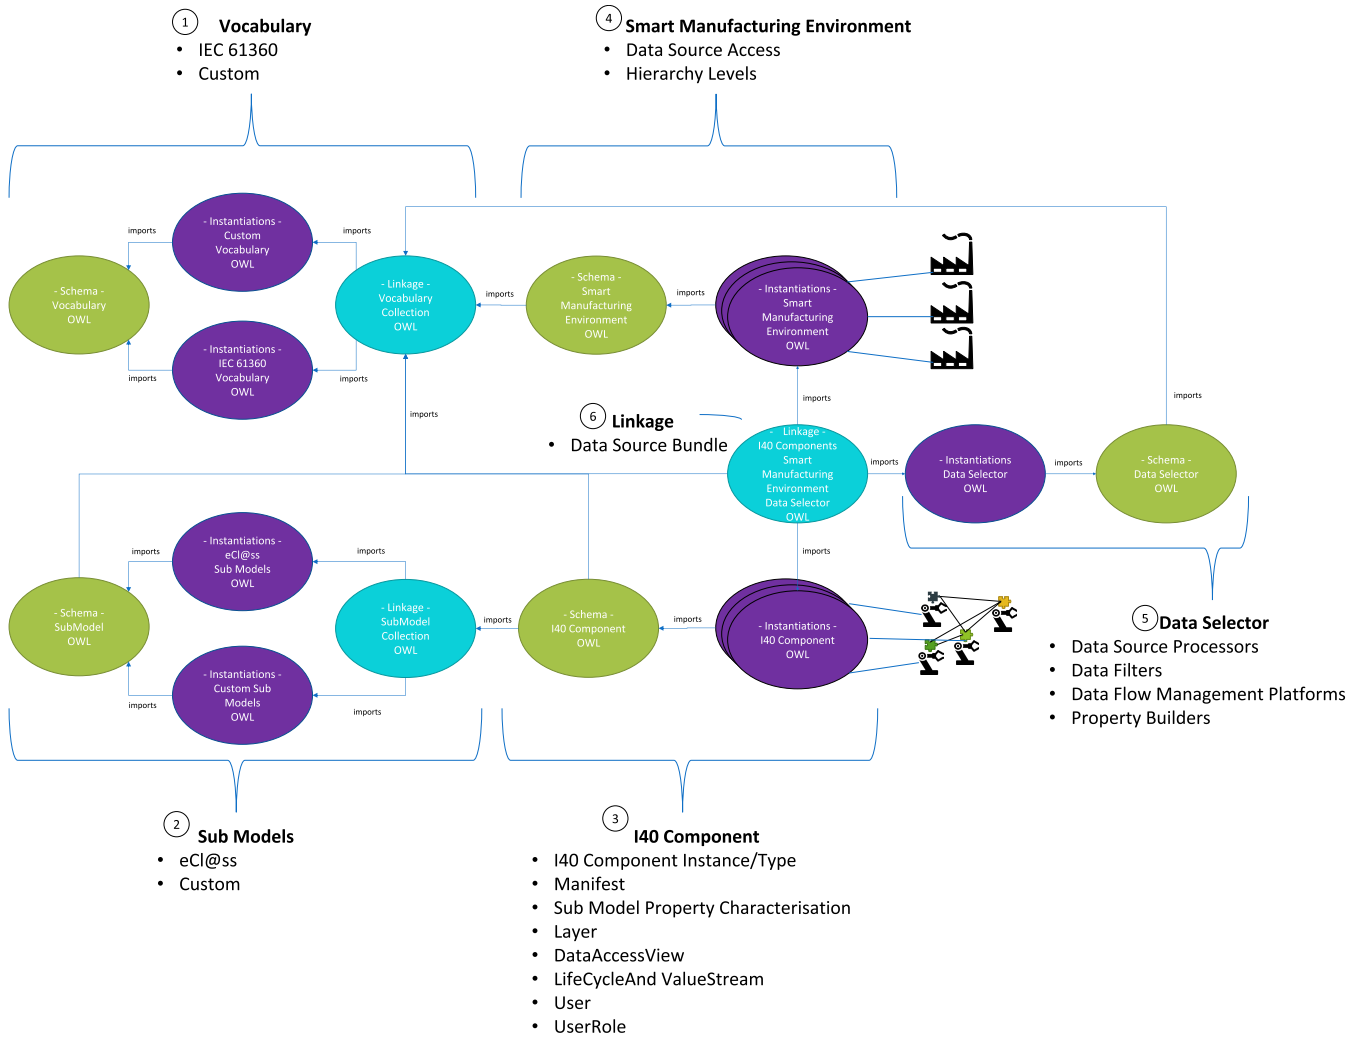 1
Vocabulary
• IEC 61360
• Custom
4
Smart Manufacturing Environment
• Data Source Access
• Hierarchy Levels
- Instantiations -
Custom
Vocabulary
OWL
imports
imports
- Schema -
Vocabulary
OWL
- Linkage -
Vocabulary
Collection
OWL
imports
- Schema -
Smart
Manufacturing
Environment
OWL
imports
- Instantiations -
Smart
Manufacturing
Environment
OWL
- Instantiations -
IEC 61360
Vocabulary
OWL
imports
imports
imports
imports
imports
6
Linkage
• Data Source Bundle
- Linkage -
I40 Components
Smart
Manufacturing
Environment
Data Selector
OWL
imports
- Instantiations
Data Selector
OWL
imports
- Schema -
Data Selector
OWL
imports
- Instantiations -
eCl@ss
Sub Models
OWL
imports
imports
- Schema -
SubModel
OWL
- Linkage -
SubModel
Collection
OWL
imports
- Schema -
I40 Component
OWL
imports
- Instantiations -
I40 Component
OWL
- Instantiations -
Custom Sub
Models
OWL
imports
imports
5
Data Selector
• Data Source Processors
• Data Filters
• Data Flow Management Platforms
• Property Builders
2
Sub Models
• eCl@ss
• Custom
3
I40 Component
• I40 Component Instance/Type
• Manifest
• Sub Model Property Characterisation
• Layer
• DataAccessView
• LifeCycleAnd ValueStream
• User
• UserRole